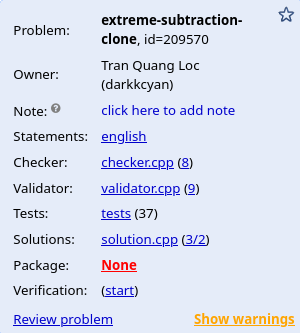 Problem: extreme-subtraction-
clone, id=209570
Owner: Tran Quang Loc
(darkkcyan)
Note: ? click here to add note
Statements: english
Checker: checker.cpp (8)
Validator: validator.cpp (9)
Tests: tests (37)
Solutions: solution.cpp (3/2)
Package: None
Verification: (start)
Review problem Show warnings